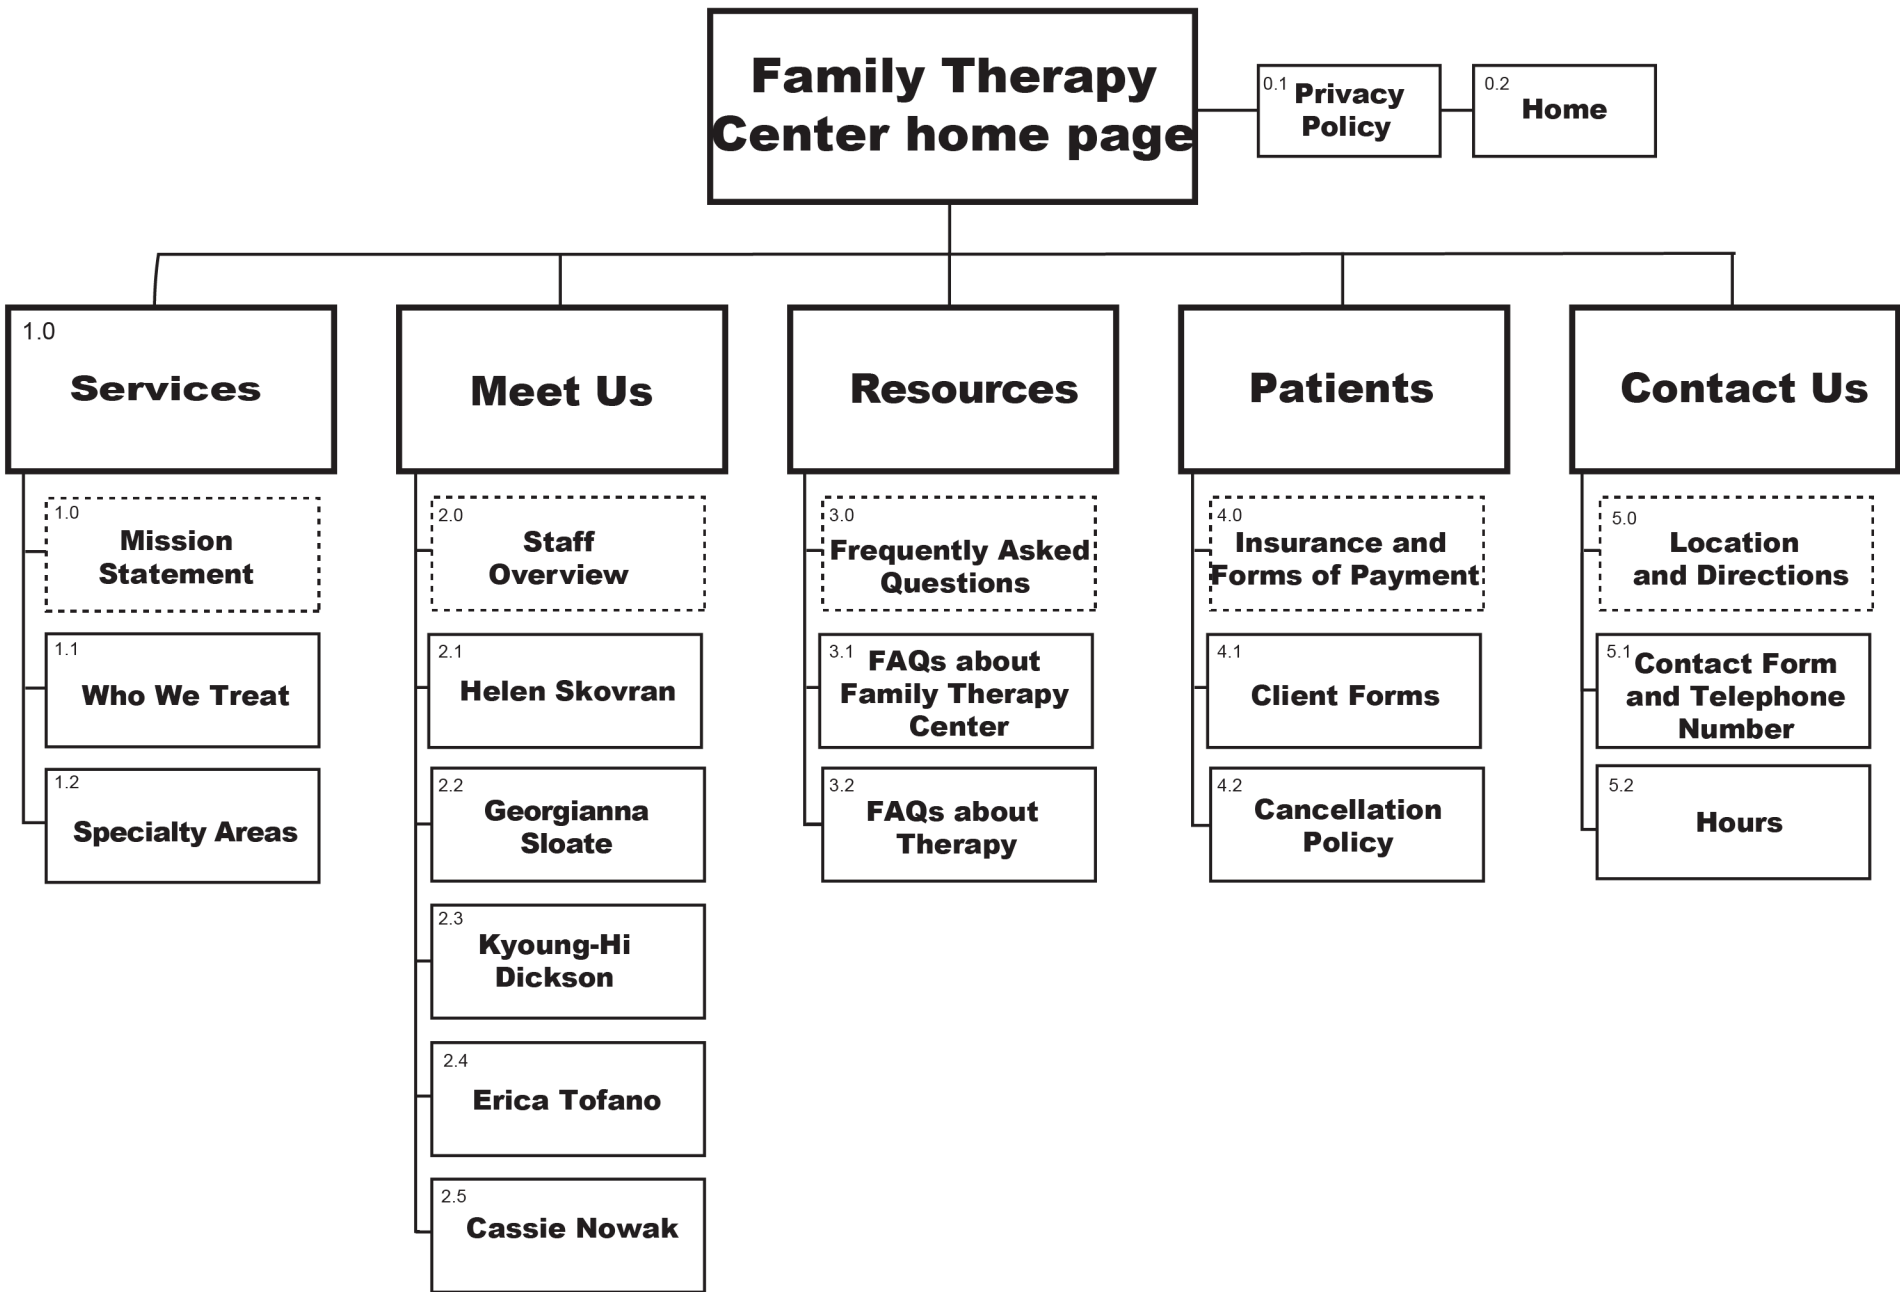 Family Therapy
Center home page
0.1
Privacy
Policy
0.2
Home
1.0
Services
Meet Us
Resources
Patients
Contact Us
1.0
Mission
Statement
1.1
Who We Treat
1.2
Specialty Areas
2.0
Staff
Overview
2.1
Helen Skovran
2.2
Georgianna
Sloate
2.3
Kyoung-Hi
Dickson
2.4
Erica Tofano
2.5
Cassie Nowak
3.0
Frequently Asked
Questions
3.1
FAQs about
Family Therapy
Center
3.2
FAQs about
Therapy
4.0
Insurance and
Forms of Payment
4.1
Client Forms
4.2
Cancellation
Policy
5.0
Location
and Directions
5.1
Contact Form
and Telephone
Number
5.2
Hours